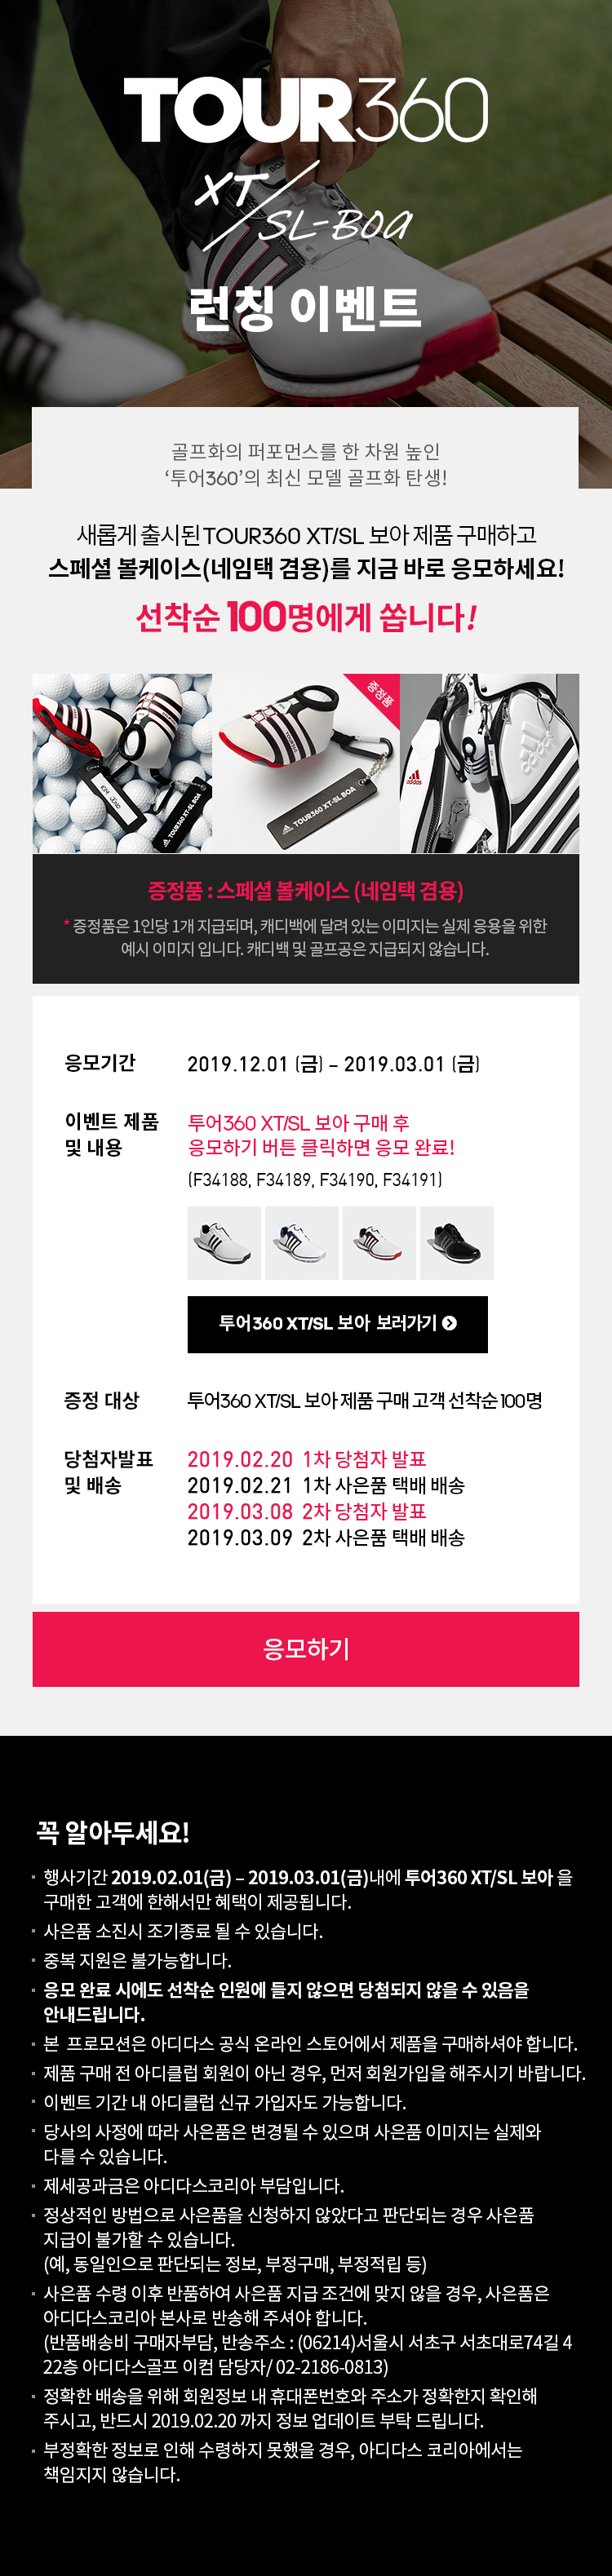 TOUR360
XT/SL-BOA
런칭 이벤트
골프화의 퍼포먼스를 한 차원 높인
‘투어360’의 최신 모델 골프화 탄생!
새롭게 출시된 TOUR360 XT/SL 보아 제품 구매하고
스페셜 볼케이스(네임택 겸용)를 지금 바로 응모하세요!
선착순 100명에게 쏩니다!
증정품
TOUR360 XT-SL BOA
TOUR360 XT-SL BOA
adidas
증정품 : 스페셜 볼케이스 (네임택 겸용)
* 증정품은 1인당 1개 지급되며, 캐디백에 달려 있는 이미지는 실제 응용을 위한
예시 이미지 입니다. 캐디백 및 골프공은 지급되지 않습니다.
응모기간 2019.12.01 (금) – 2019.03.01 (금)
이벤트 제품
및 내용
투어360 XT/SL 보아 구매 후
응모하기 버튼 클릭하면 응모 완료!
(F34188, F34189, F34190, F34191)
투어360 XT/SL 보아 보러가기
증정 대상 투어360 XT/SL 보아 제품 구매 고객 선착순 100명
당첨자발표
및 배송
2019.02.20 1차 당첨자 발표
2019.02.21 1차 사은품 택배 배송
2019.03.08 2차 당첨자 발표
2019.03.09 2차 사은품 택배 배송
응모하기
꼭 알아두세요!
행사기간 2019.02.01(금) – 2019.03.01(금)내에 투어360 XT/SL 보아 을
구매한 고객에 한해서만 혜택이 제공됩니다.
사은품 소진시 조기종료 될 수 있습니다.
중복 지원은 불가능합니다.
응모 완료 시에도 선착순 인원에 들지 않으면 당첨되지 않을 수 있음을
안내드립니다.
본 프로모션은 아디다스 공식 온라인 스토어에서 제품을 구매하셔야 합니다.
제품 구매 전 아디클럽 회원이 아닌 경우, 먼저 회원가입을 해주시기 바랍니다.
이벤트 기간 내 아디클럽 신규 가입자도 가능합니다.
당사의 사정에 따라 사은품은 변경될 수 있으며 사은품 이미지는 실제와
다를 수 있습니다.
제세공과금은 아디다스코리아 부담입니다.
정상적인 방법으로 사은품을 신청하지 않았다고 판단되는 경우 사은품
지급이 불가할 수 있습니다.
(예, 동일인으로 판단되는 정보, 부정구매, 부정적립 등)
사은품 수령 이후 반품하여 사은품 지급 조건에 맞지 않을 경우, 사은품은
아디다스코리아 본사로 반송해 주셔야 합니다.
(반품배송비 구매자부담, 반송주소 : (06214)서울시 서초구 서초대로74길 4
22층 아디다스골프 이컴 담당자/ 02-2186-0813)
정확한 배송을 위해 회원정보 내 휴대폰번호와 주소가 정확한지 확인해
주시고, 반드시 2019.02.20 까지 정보 업데이트 부탁 드립니다.
부정확한 정보로 인해 수령하지 못했을 경우, 아디다스 코리아에서는
책임지지 않습니다.